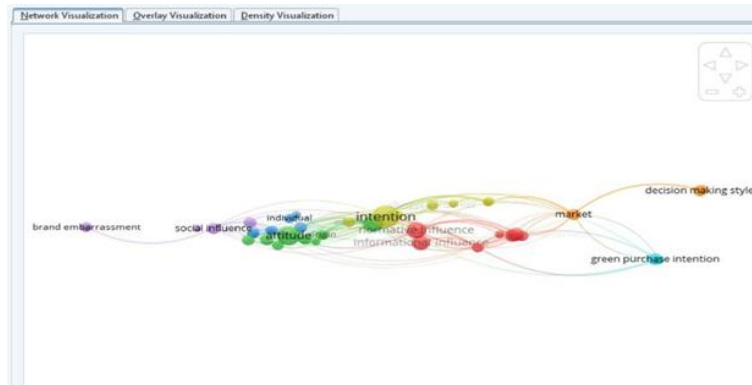 Network Visualization Overlay Visualization Density Visualization
decision making style
market
intention
individual
brand embarrassment
social influence
normative influence
attitude
informational influence
green purchase intention